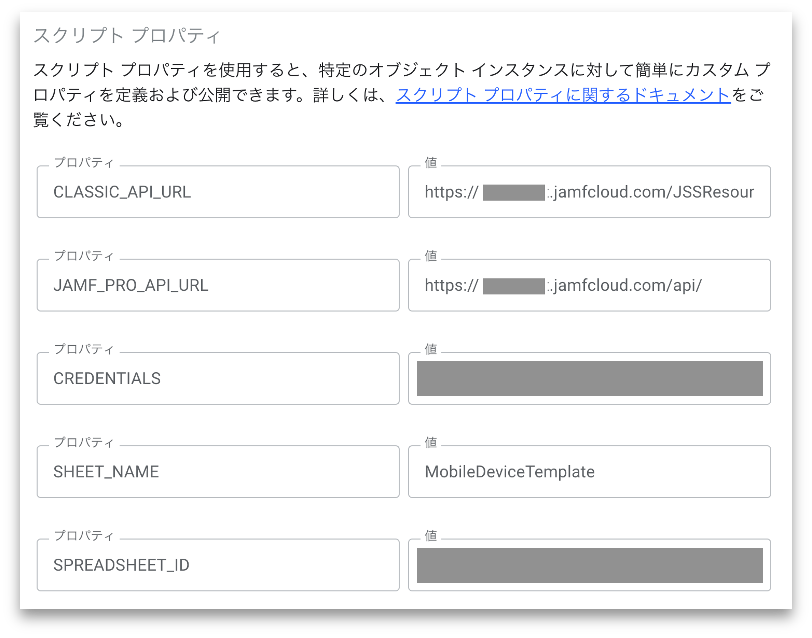 スクリプト プロパティ
スクリプト プロパティを使用すると、特定のオブジェクト インスタンスに対して簡単にカスタム プ
ロパティを定義および公開できます。詳しくは、スクリプト プロパティに関するドキュメントをご
覧ください。
プロパティ 値
CLASSIC_API_URL https:// .jamfcloud.com/JSSResour
プロパティ 値
JAMF_PRO_API_URL https:// .jamfcloud.com/api/
プロパティ 値
CREDENTIALS
プロパティ 値
SHEET_NAME MobileDeviceTemplate
プロパティ 値
SPREADSHEET_ID